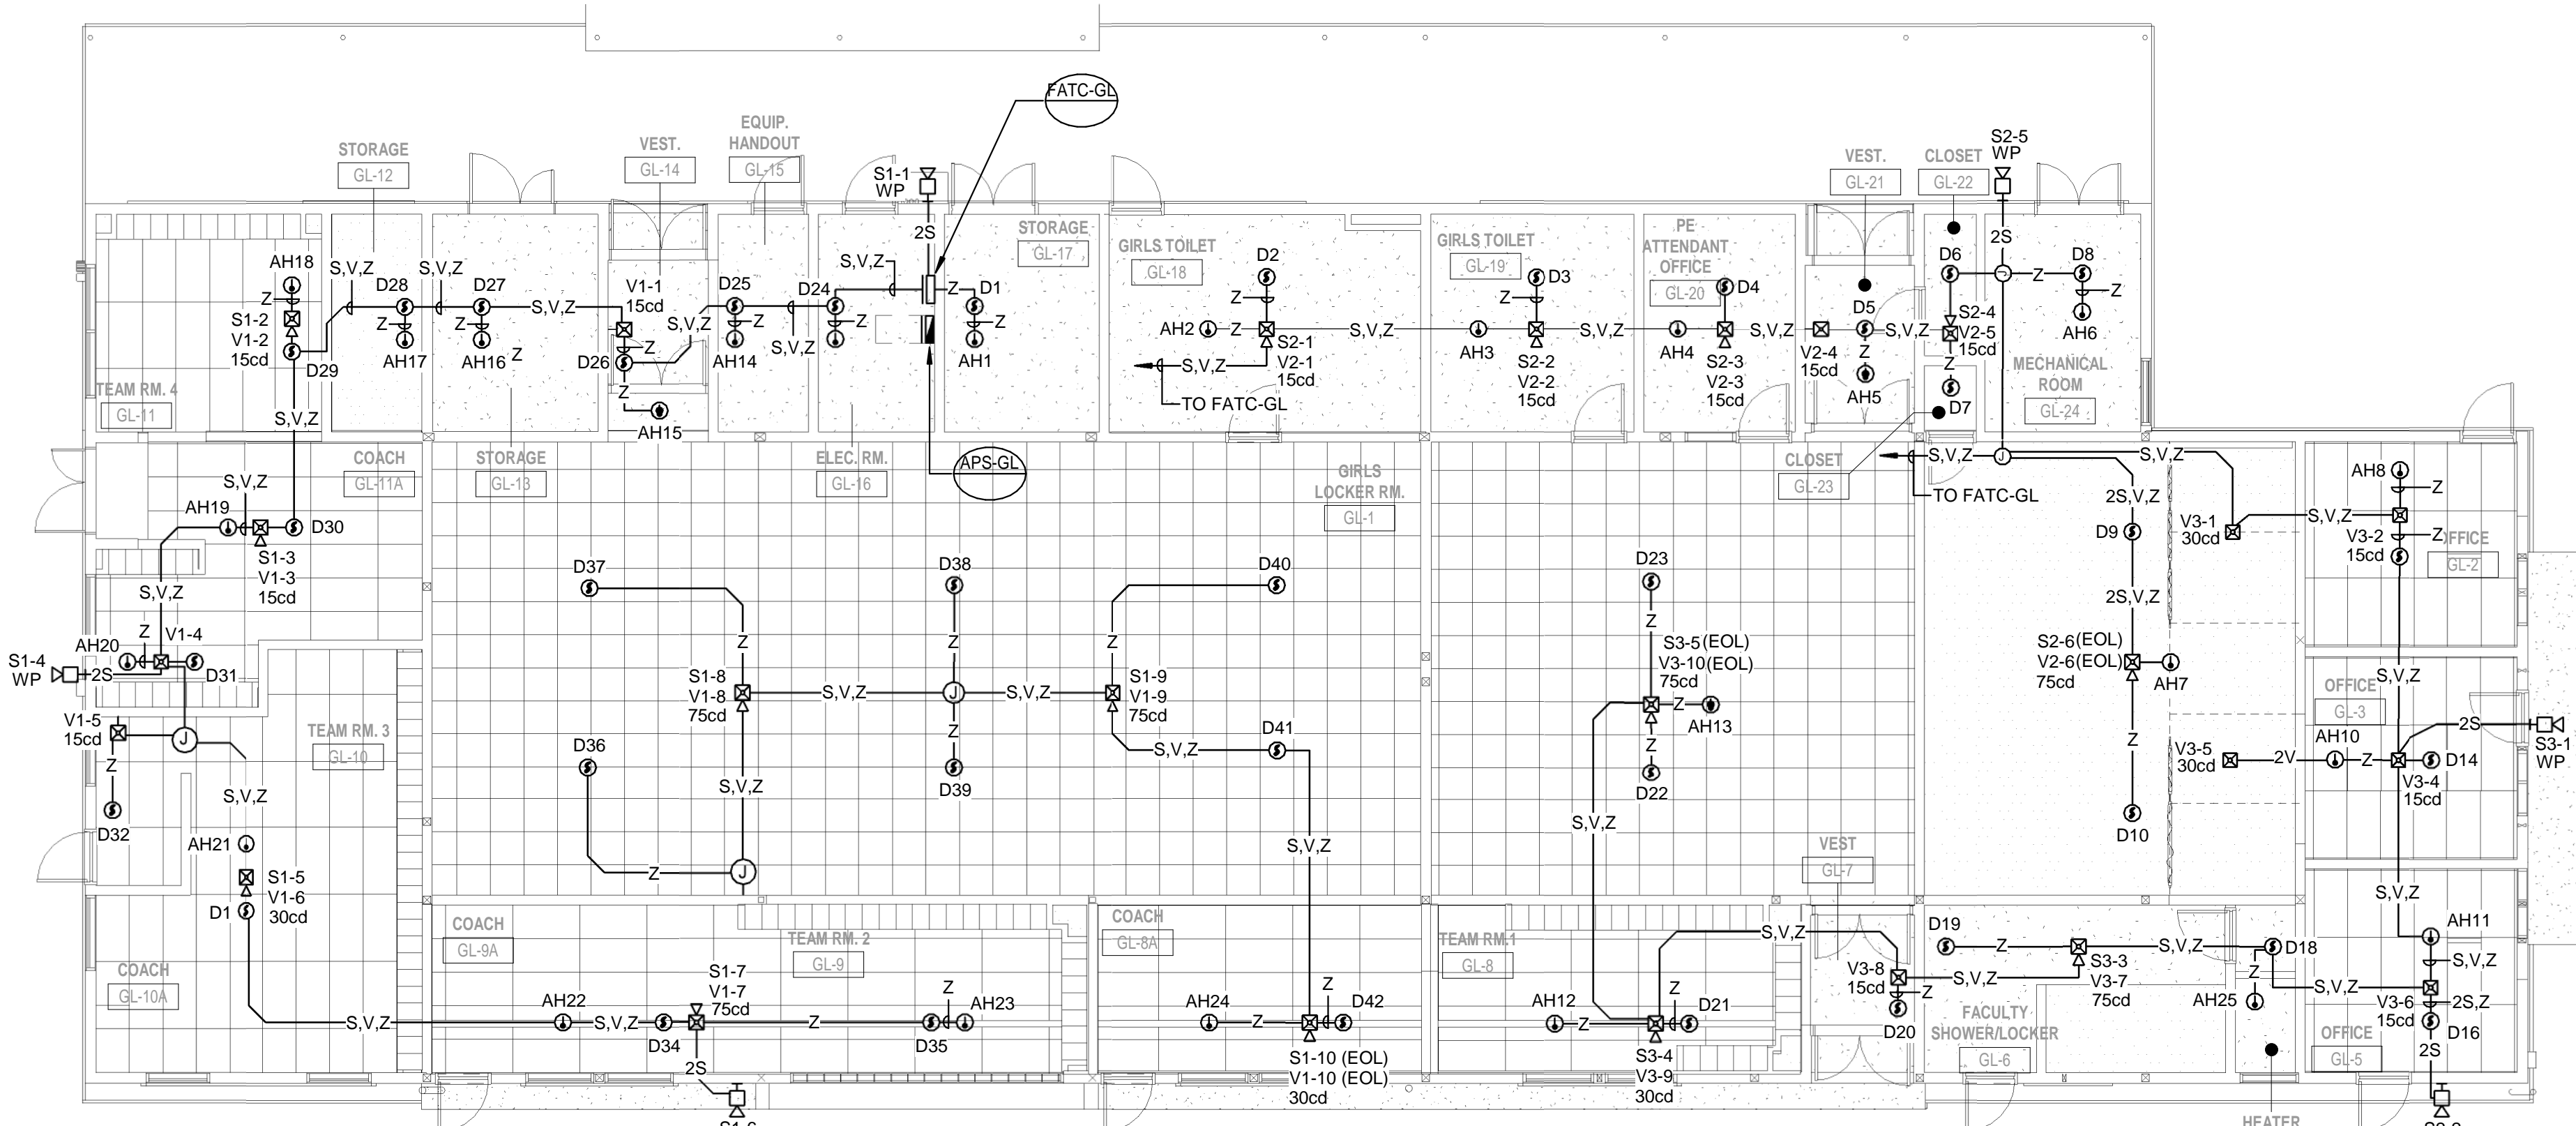 FATC-GL
EQUIP.
HANDOUT
GL-15
STORAGE
GL-12
VEST.
GL-14
S1-1
WP
2S
VEST.
GL-21
CLOSET
GL-22
S2-5
WP
2S
AH18
Z
S1-2
V1-2
15cd
D29
TEAM RM. 4
GL-11
S,V,Z
D28
Z
AH17
S,V,Z
D27
Z
AH16
Z
S,V,Z
V1-1
15cd
Z
D26
Z
AH15
S,V,Z
D25
Z
AH14
S,V,Z
D24
Z
S,V,Z
Z
D1
Z
AH1
STORAGE
GL-17
GIRLS TOILET
GL-18
D2
Z
AH2
Z
S2-1
V2-1
15cd
S,V,Z
TO FATC-GL
S,V,Z
GIRLS TOILET
GL-19
D3
Z
AH3
S2-2
V2-2
15cd
S,V,Z
PE
ATTENDANT
OFFICE
GL-20
D4
AH4
S2-3
V2-3
15cd
S,V,Z
V2-4
15cd
D5
Z
AH5
S,V,Z
D6
S2-4
V2-5
15cd
Z
D7
Z
D8
Z
AH6
MECHANICAL
ROOM
GL-24
S,V,Z
COACH
GL-11A
S,V,Z
AH19
D30
S1-3
V1-3
15cd
S,V,Z
STORAGE
GL-13
ELEC. RM.
GL-16
APS-GL
GIRLS
LOCKER RM.
GL-1
CLOSET
GL-23
S,V,Z
TO FATC-GL
S,V,Z
2S,V,Z
D9
2S,V,Z
V3-1
30cd
S,V,Z
AH8
Z
V3-2
15cd
Z
OFFICE
GL-2
S1-4
WP
2S
AH20
Z
V1-4
D31
V1-5
15cd
J
Z
D32
S,V,Z
TEAM RM. 3
GL-10
AH21
S1-5
V1-6
30cd
D1
D37
Z
S1-8
V1-8
75cd
S,V,Z
D36
Z
J
S,V,Z
D38
Z
J
Z
D39
S,V,Z
D40
Z
S1-9
V1-9
75cd
S,V,Z
D41
S,V,Z
D23
Z
S3-5 (EOL)
V3-10 (EOL)
75cd
Z
AH13
Z
D22
S,V,Z
S2-6 (EOL)
V2-6 (EOL)
75cd
AH7
Z
D10
S,V,Z
OFFICE
GL-3
2S
S3-1
WP
V3-5
30cd
2V
AH10
Z
D14
V3-4
15cd
S,V,Z
COACH
GL-10A
S,V,Z
COACH
GL-9A
AH22
S,V,Z
D34
S1-7
V1-7
75cd
2S
TEAM RM. 2
GL-9
Z
D35
Z
AH23
COACH
GL-8A
AH24
Z
Z
D42
S1-10 (EOL)
V1-10 (EOL)
30cd
TEAM RM.1
GL-8
AH12
Z
Z
D21
S3-4
V3-9
30cd
S,V,Z
VEST
GL-7
V3-8
15cd
Z
D20
D19
Z
S,V,Z
S3-3
V3-7
75cd
S,V,Z
D18
Z
AH25
FACULTY
SHOWER/LOCKER
GL-6
S,V,Z
AH11
S,V,Z
V3-6
15cd
2S,Z
D16
2S
OFFICE
GL-5
HEATER